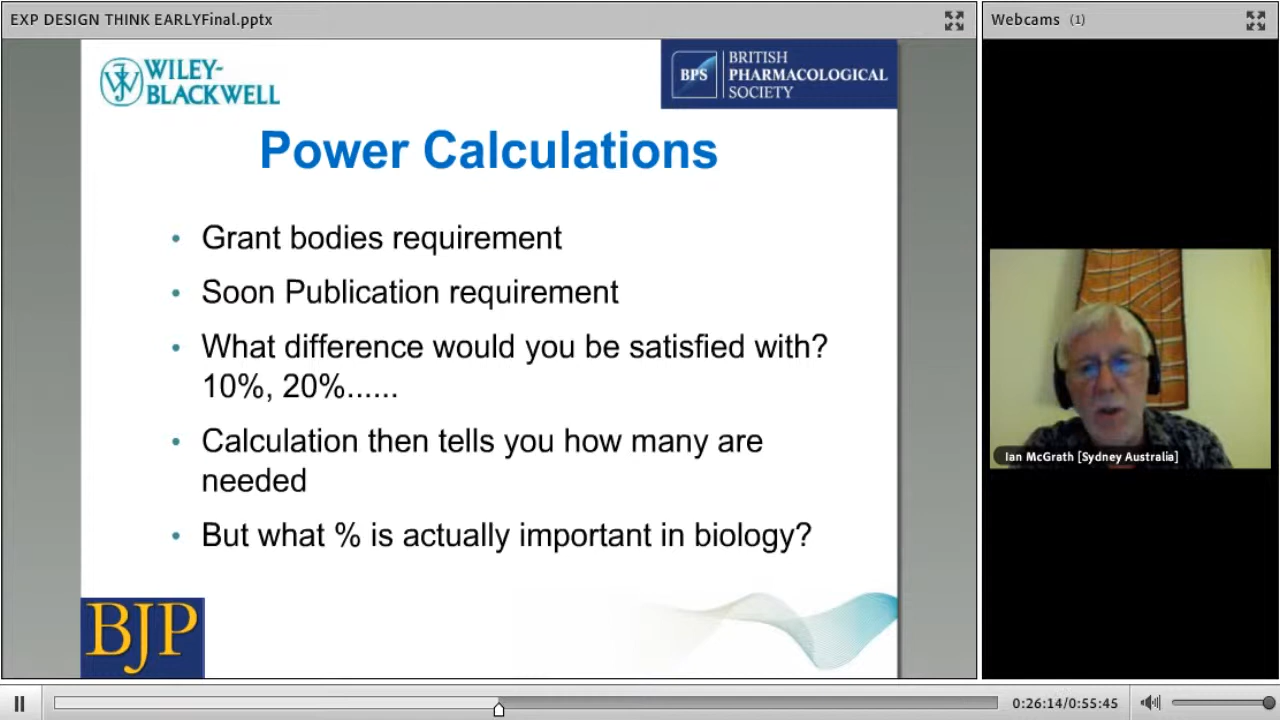 EXP DESIGN THINK EARLYFinal.pptx
Webcams (1)
WILEY-
BLACKWELL
BPS
BRITISH
PHARMACOLOGICAL
SOCIETY
Power Calculations
• Grant bodies requirement
• Soon Publication requirement
• What difference would you be satisfied with?
10%, 20%......
• Calculation then tells you how many are
needed
• But what % is actually important in biology?
BJP
Ian McGrath [Sydney Australia]
0:26:14/0:55:45